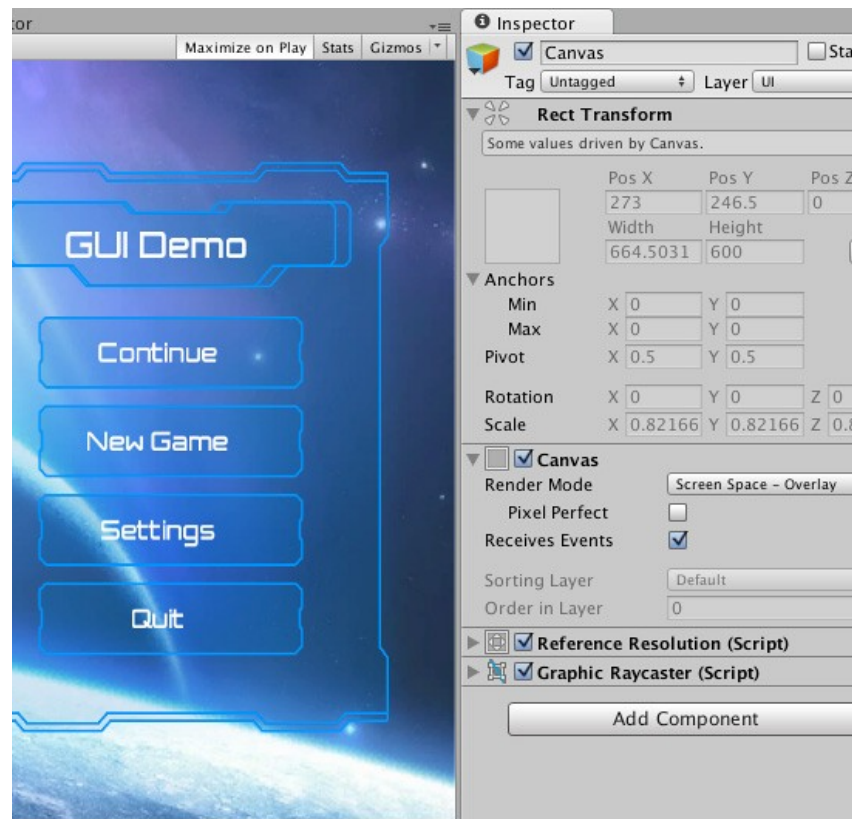 or
Maximize on Play Stats Gizmos
GUI Demo
Continue
New Game
Settings
Quit
Inspector
Canvas Sta
Tag Untagged Layer UI
Rect Transform
Some values driven by Canvas.
Pos X Pos Y Pos Z
273 246.5 0
Width Height
664.5031 600
Anchors
Min X 0 Y 0
Max X 0 Y 0
Pivot X 0.5 Y 0.5
Rotation X 0 Y 0 Z 0
Scale X 0.82166 Y 0.82166 Z 0.8
Canvas
Render Mode Screen Space - Overlay
Pixel Perfect
Receives Events
Sorting Layer Default
Order in Layer 0
Reference Resolution (Script)
Graphic Raycaster (Script)
Add Component